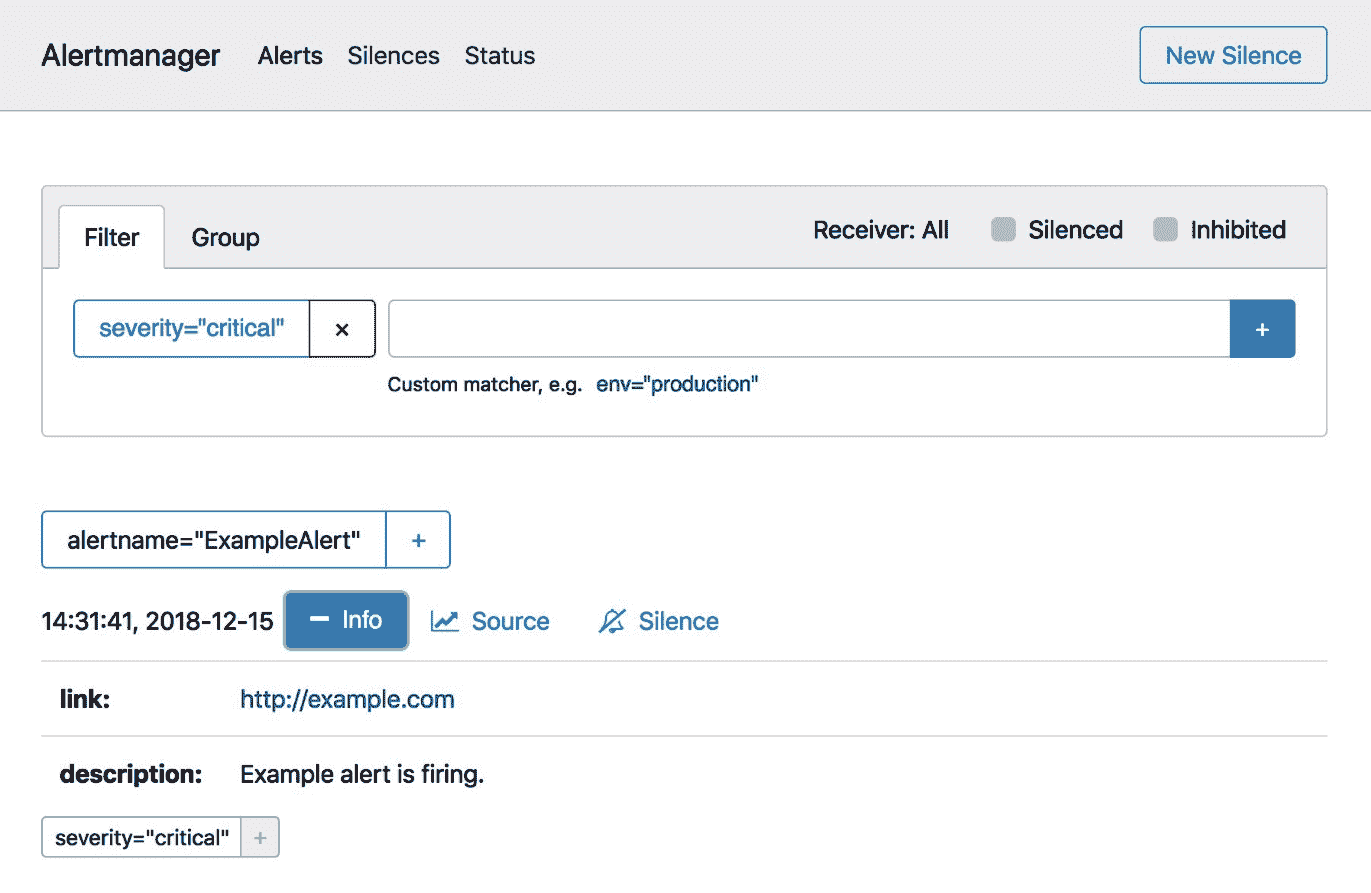 Alertmanager Alerts Silences Status New Silence
Filter Group Receiver: All Silenced Inhibited
severity="critical" × +
Custom matcher, e.g. env="production"
alertname="ExampleAlert" +
14:31:41, 2018-12-15 − Info Source Silence
link: http://example.com
description: Example alert is firing.
severity="critical" +